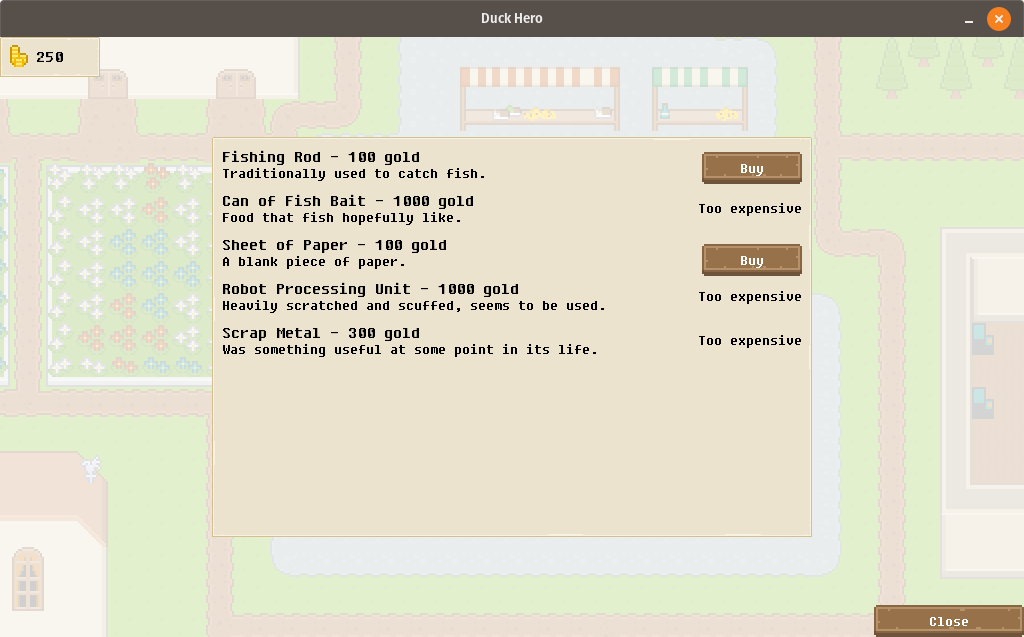 Duck Hero
250
Fishing Rod - 100 gold
Traditionally used to catch fish.
Buy
Can of Fish Bait - 1000 gold
Food that fish hopefully like.
Too expensive
Sheet of Paper - 100 gold
A blank piece of paper.
Buy
Robot Processing Unit - 1000 gold
Heavily scratched and scuffed, seems to be used.
Too expensive
Scrap Metal - 300 gold
Was something useful at some point in its life.
Too expensive
Close